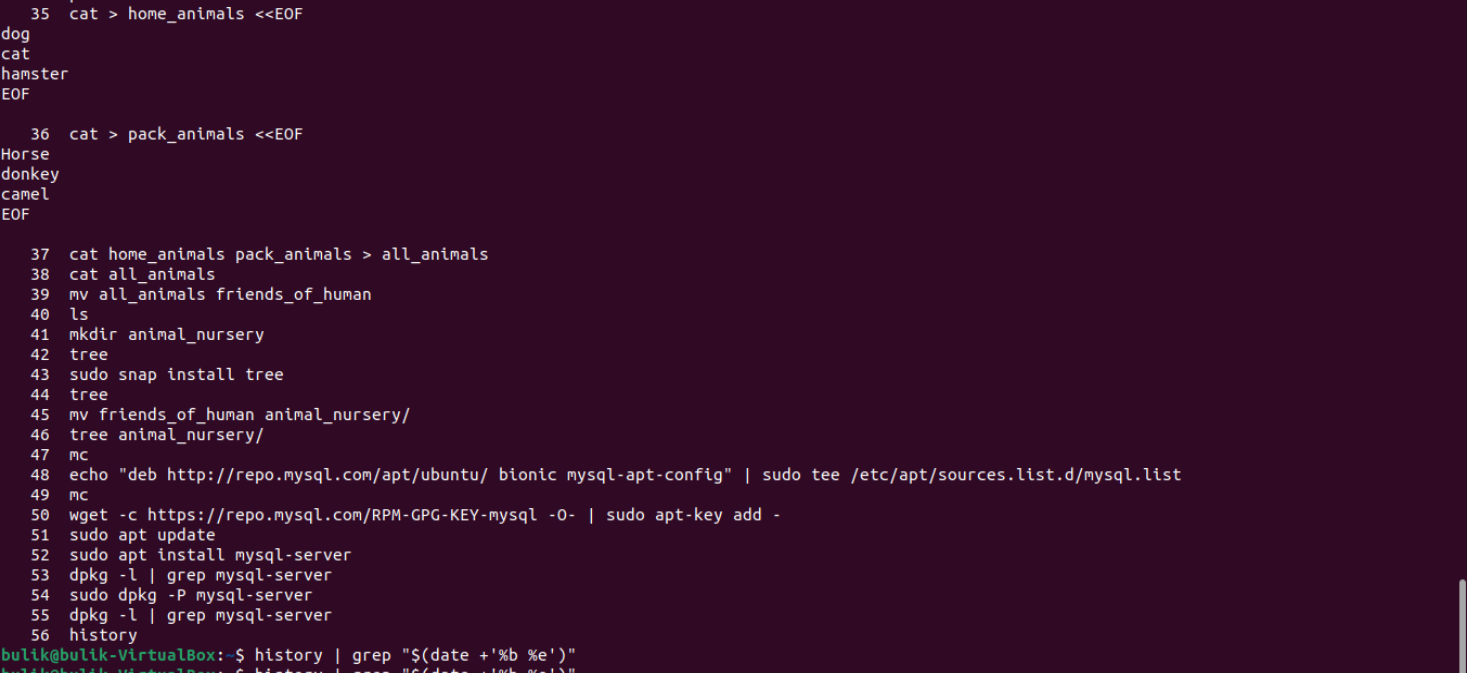 35 cat > home_animals <<EOF
dog
cat
hamster
EOF
36 cat > pack_animals <<EOF
Horse
donkey
camel
EOF
37 cat home_animals pack_animals > all_animals
38 cat all_animals
39 mv all_animals friends_of_human
40 ls
41 mkdir animal_nursery
42 tree
43 sudo snap install tree
44 tree
45 mv friends_of_human animal_nursery/
46 tree animal_nursery/
47 mc
48 echo "deb http://repo.mysql.com/apt/ubuntu/ bionic mysql-apt-config" | sudo tee /etc/apt/sources.list.d/mysql.list
49 mc
50 wget -c https://repo.mysql.com/RPM-GPG-KEY-mysql -O- | sudo apt-key add -
51 sudo apt update
52 sudo apt install mysql-server
53 dpkg -l | grep mysql-server
54 sudo dpkg -P mysql-server
55 dpkg -l | grep mysql-server
56 history
bulik@bulik-VirtualBox:~$ history | grep "$(date +'%b %e')"
bulik@bulik-VirtualBox:~$ history | grep "$(date +'%b %e')"